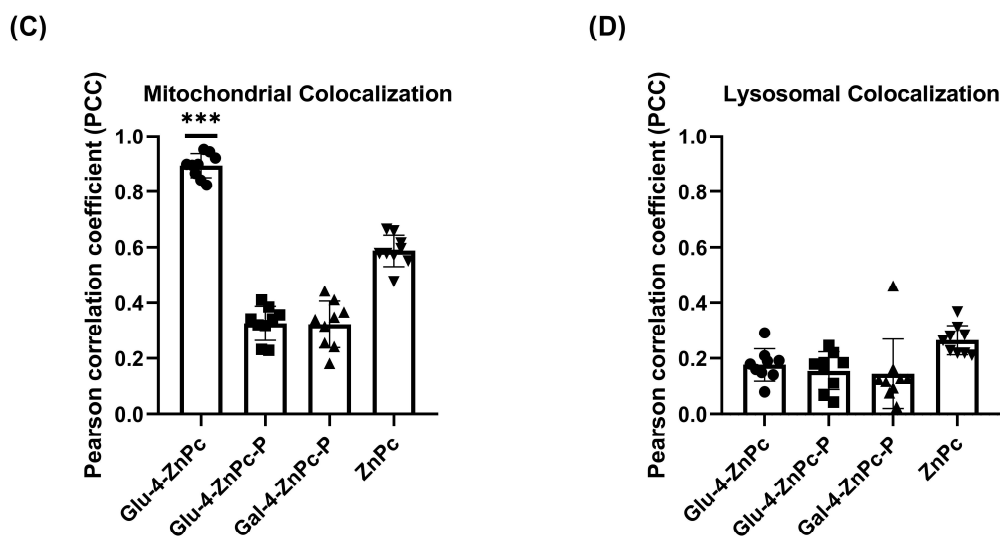 (C)
Mitochondrial Colocalization
***
Pearson correlation coefficient (PCC)
1.0
0.8
0.6
0.4
0.2
0.0
Glu-4-ZnPc
Glu-4-ZnPc-P
Gal-4-ZnPc-P
ZnPc
(D)
Lysosomal Colocalization
Pearson correlation coefficient (PCC)
1.0
0.8
0.6
0.4
0.2
0.0
Glu-4-ZnPc
Glu-4-ZnPc-P
Gal-4-ZnPc-P
ZnPc